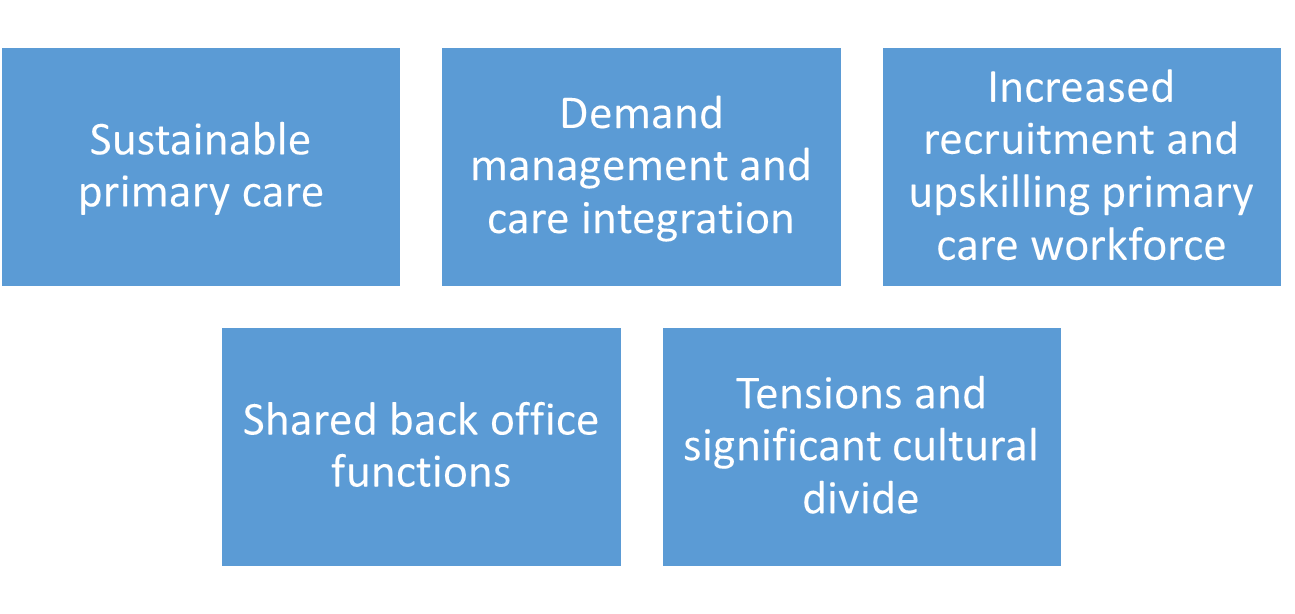 Sustainable
primary care
Demand
management and
care integration
Increased
recruitment and
upskilling primary
care workforce
Shared back office
functions
Tensions and
significant cultural
divide